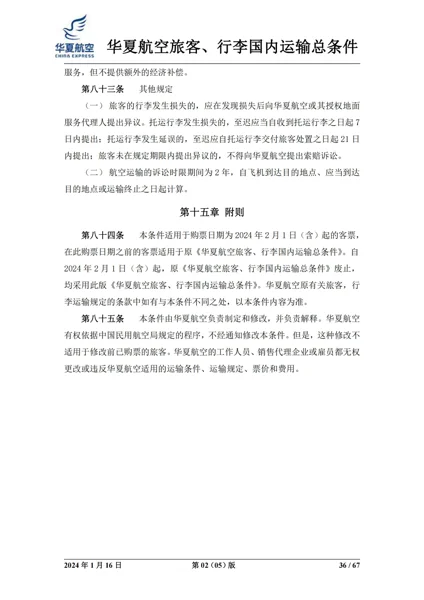 华夏航空
CHINA EXPRESS
华夏航空旅客、行李国内运输总条件
服务，但不提供额外的经济补偿。
第八十三条 其他规定
（一） 旅客的行李发生损失的，应在发现损失后向华夏航空或其授权地面
服务代理人提出异议。托运行李发生损失的，至迟应当自收到托运行李之日起 7
日内提出；托运行李发生延误的，至迟应自托运行李交付旅客处置之日起 21 日
内提出；旅客未在规定期限内提出异议的，不得向华夏航空提出索赔诉讼。
（二） 航空运输的诉讼时限期间为 2 年，自飞机到达目的地点、应当到达
目的地点或运输终止之日起计算。
第十五章 附则
第八十四条 本条件适用于购票日期为 2024 年 2 月 1 日（含）起的客票，
在此购票日期之前的客票适用于原《华夏航空旅客、行李国内运输总条件》。自
2024 年 2 月 1 日（含）起，原《华夏航空旅客、行李国内运输总条件》废止，
均采用此版《华夏航空旅客、行李国内运输总条件》。华夏航空原有关旅客，行
李运输规定的条款中如有与本条件不同之处，以本条件内容为准。
第八十五条 本条件由华夏航空负责制定和修改，并负责解释。华夏航空
有权依据中国民用航空局规定的程序，不经通知修改本条件。但是，这种修改不
适用于修改前已购票的旅客。华夏航空的工作人员、销售代理企业或雇员都无权
更改或违反华夏航空适用的运输条件、运输规定、票价和费用。
2024 年 1 月 16 日 第 02（05）版 36 / 67